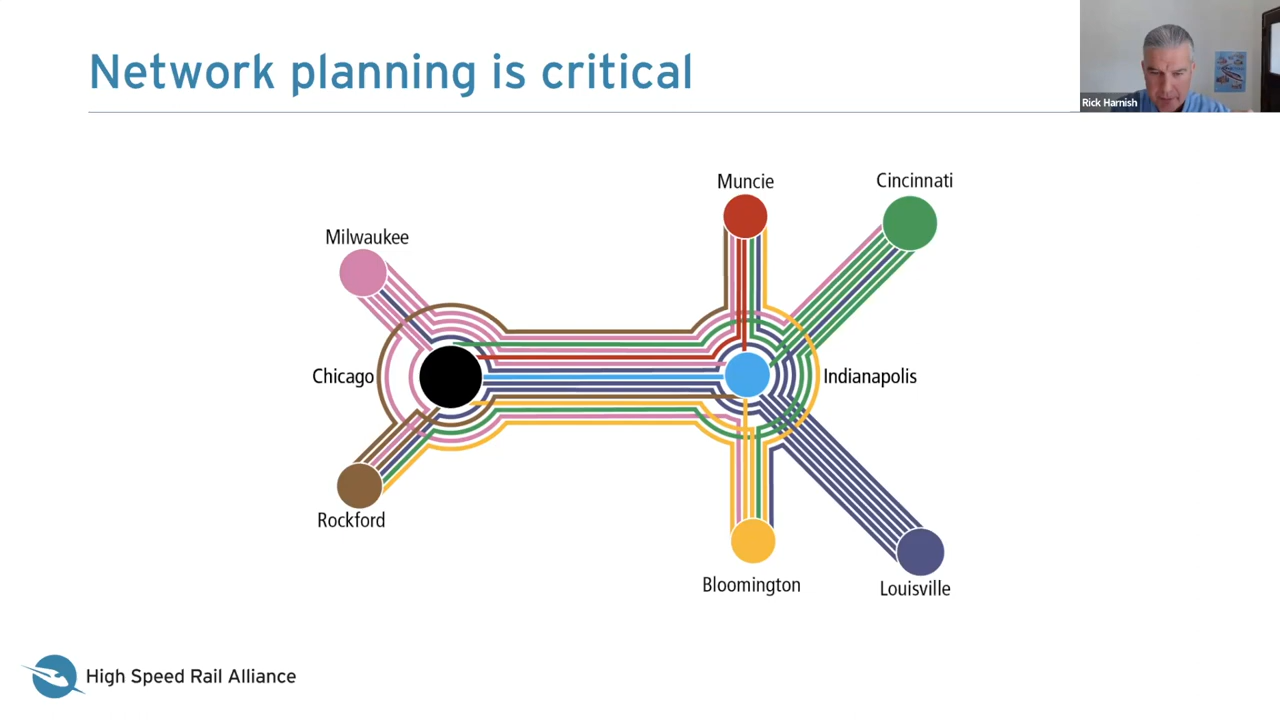 Network planning is critical
Rick Harnish
Muncie
Cincinnati
Milwaukee
Chicago
Indianapolis
Rockford
Bloomington
Louisville
High Speed Rail Alliance